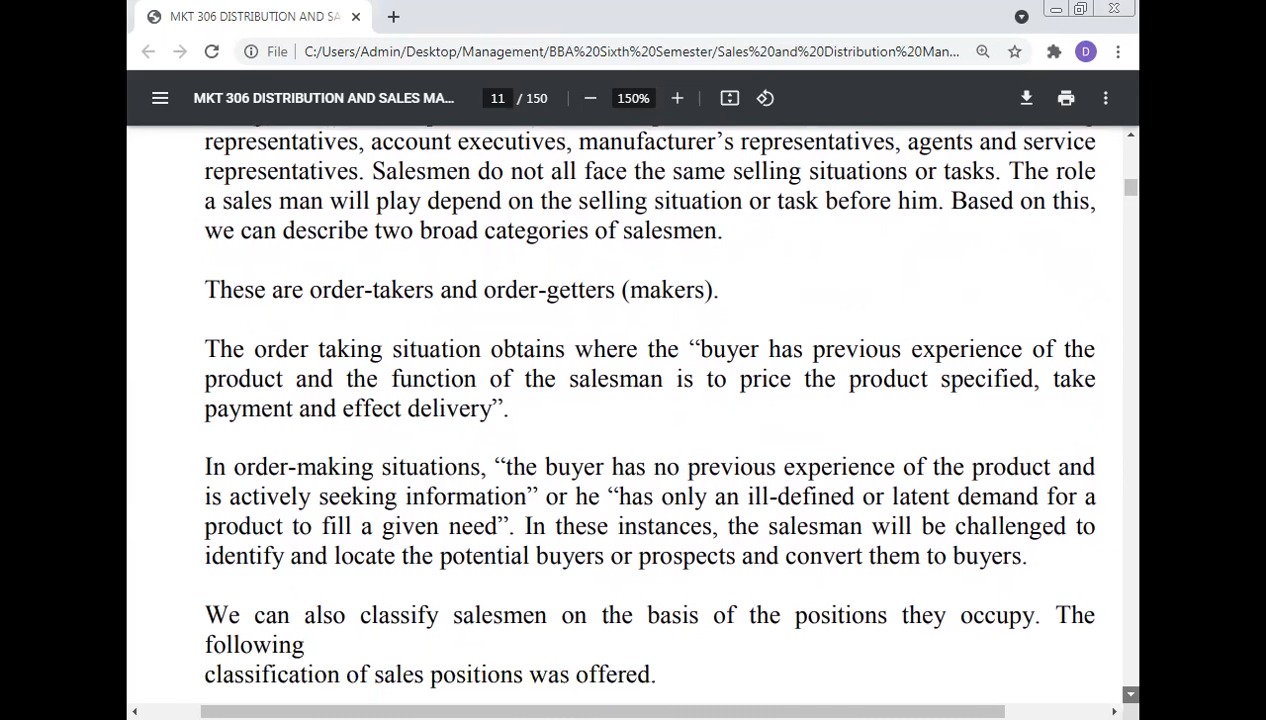 MKT 306 DISTRIBUTION AND SA
File C:/Users/Admin/Desktop/Management/BBA%20Sixth%20Semester/Sales%20and%20Distribution%20Man... D
MKT 306 DISTRIBUTION AND SALES MA... 11 / 150 150%
representatives, account executives, manufacturer’s representatives, agents and service
representatives. Salesmen do not all face the same selling situations or tasks. The role
a sales man will play depend on the selling situation or task before him. Based on this,
we can describe two broad categories of salesmen.
These are order-takers and order-getters (makers).
The order taking situation obtains where the “buyer has previous experience of the
product and the function of the salesman is to price the product specified, take
payment and effect delivery”.
In order-making situations, “the buyer has no previous experience of the product and
is actively seeking information” or he “has only an ill-defined or latent demand for a
product to fill a given need”. In these instances, the salesman will be challenged to
identify and locate the potential buyers or prospects and convert them to buyers.
We can also classify salesmen on the basis of the positions they occupy. The
following
classification of sales positions was offered.